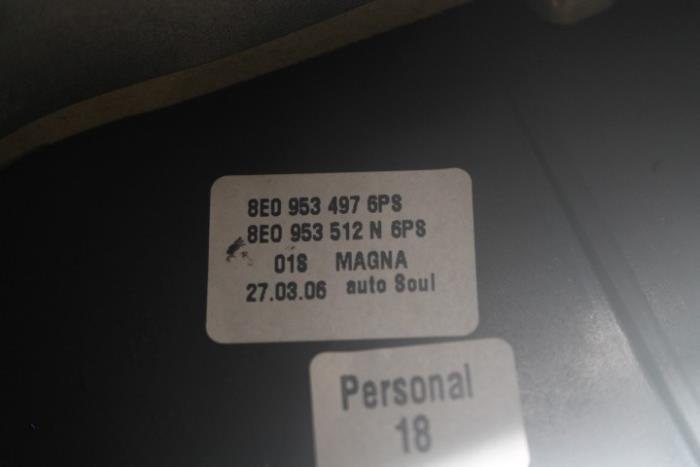 8E0 953 497 6PS
8E0 953 512 N 6PS
01S MAGNA
27.03.06 auto Soul
Personal
18